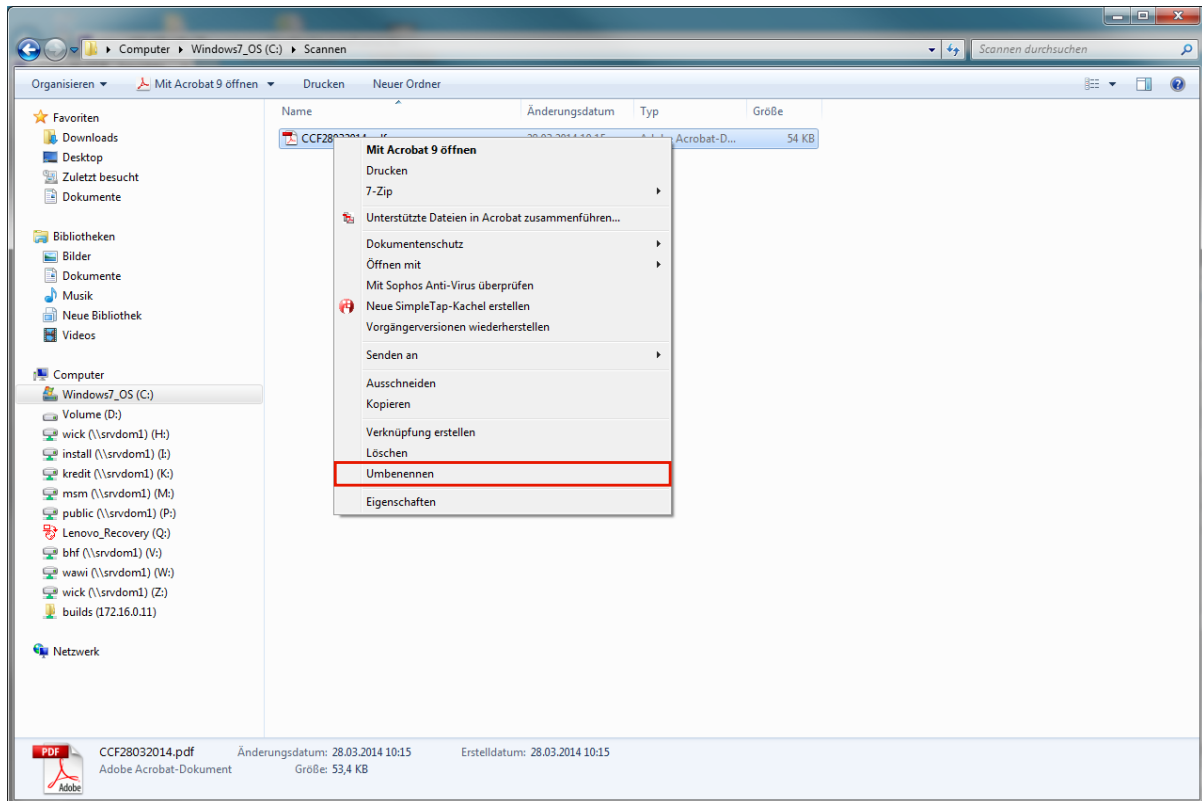 Computer ▸ Windows7_OS (C:) ▸ Scannen
Scannen durchsuchen
Organisieren
Mit Acrobat 9 öffnen
Drucken
Neuer Ordner
Favoriten
Downloads
Desktop
Zuletzt besucht
Dokumente
Bibliotheken
Bilder
Dokumente
Musik
Neue Bibliothek
Videos
Computer
Windows7_OS (C:)
Volume (D:)
wick (\\srvdom1) (H:)
install (\\srvdom1) (I:)
kredit (\\srvdom1) (K:)
msm (\\srvdom1) (M:)
public (\\srvdom1) (P:)
Lenovo_Recovery (Q:)
bhf (\\srvdom1) (V:)
wawi (\\srvdom1) (W:)
wick (\\srvdom1) (Z:)
builds (172.16.0.11)
Netzwerk
Name Änderungsdatum Typ Größe
Acrobat-D... 54 KB
Mit Acrobat 9 öffnen
Drucken
7-Zip
Unterstützte Dateien in Acrobat zusammenführen...
Dokumentenschutz
Öffnen mit
Mit Sophos Anti-Virus überprüfen
Neue SimpleTap-Kachel erstellen
Vorgängerversionen wiederherstellen
Senden an
Ausschneiden
Kopieren
Verknüpfung erstellen
Löschen
Umbenennen
Eigenschaften
PDF
Adobe
CCF28032014.pdf Änderungsdatum: 28.03.2014 10:15 Erstelldatum: 28.03.2014 10:15
Adobe Acrobat-Dokument Größe: 53,4 KB